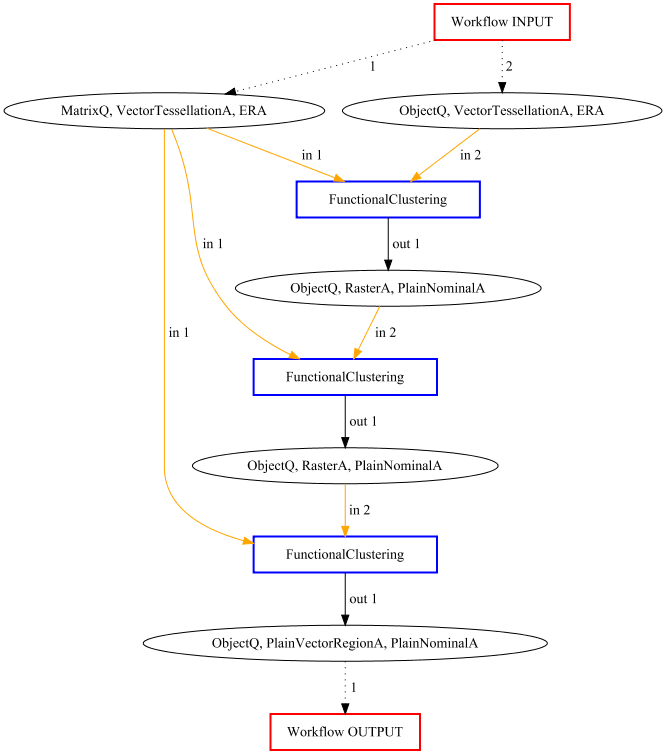 Workflow INPUT
1
2
MatrixQ, VectorTessellationA, ERA
ObjectQ, VectorTessellationA, ERA
in 1
in 2
FunctionalClustering
in 1
out 1
ObjectQ, RasterA, PlainNominalA
in 1
in 2
FunctionalClustering
out 1
ObjectQ, RasterA, PlainNominalA
in 2
FunctionalClustering
out 1
ObjectQ, PlainVectorRegionA, PlainNominalA
1
Workflow OUTPUT